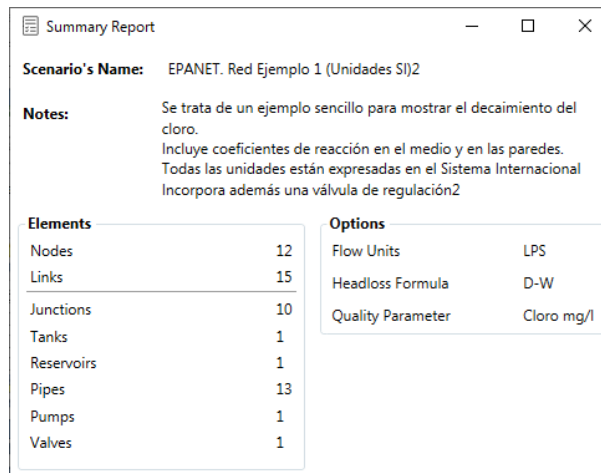 Summary Report
Scenario's Name: EPANET. Red Ejemplo 1 (Unidades SI)2
Notes: Se trata de un ejemplo sencillo para mostrar el decaimiento del
cloro.
Incluye coeficientes de reacción en el medio y en las paredes.
Todas las unidades están expresadas en el Sistema Internacional
Incorpora además una válvula de regulación2
Elements
Nodes 12
Links 15
Junctions 10
Tanks 1
Reservoirs 1
Pipes 13
Pumps 1
Valves 1
Options
Flow Units LPS
Headloss Formula D-W
Quality Parameter Cloro mg/l